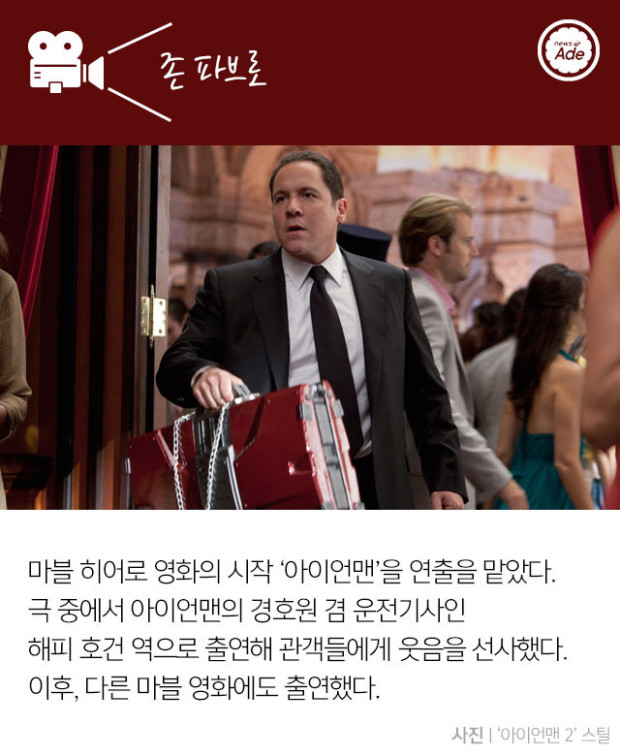 존 파브로
news
Ade
마블 히어로 영화의 시작 ‘아이언맨’을 연출을 맡았다.
극 중에서 아이언맨의 경호원 겸 운전기사인
해피 호건 역으로 출연해 관객들에게 웃음을 선사했다.
이후, 다른 마블 영화에도 출연했다.
사진 | ‘아이언맨 2’ 스틸